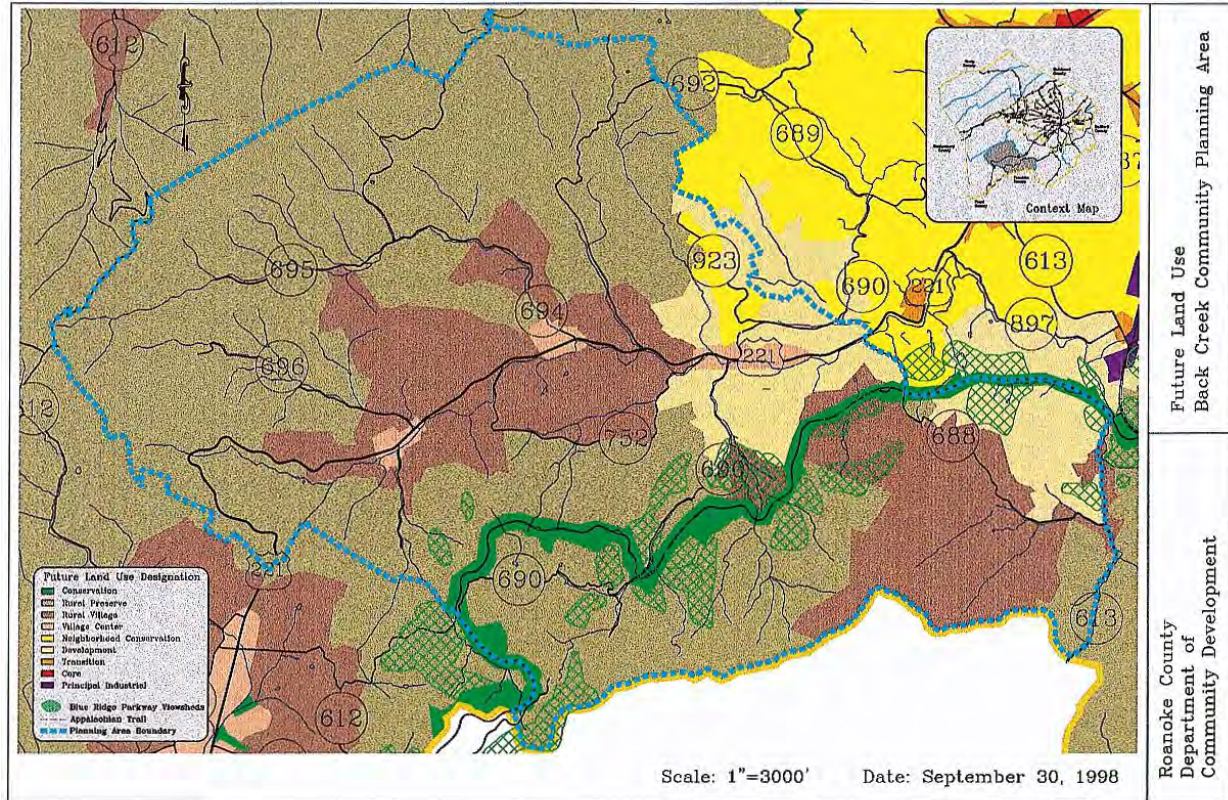 612
692
689
695
694
923
690
221
613
897
221
696
612
752
690
688
690
221
613
612
Context Map
Future Land Use Designation
Conservation
Rural Preserve
Rural Village
Village Center
Neighborhood Conservation
Development
Transition
Core
Principal Industrial
Blue Ridge Parkway Viewsheds
Appalachian Trail
Planning Area Boundary
Scale: 1"=3000' Date: September 30, 1998
Future Land Use
Back Creek Community Planning Area
Roanoke County
Department of
Community Development